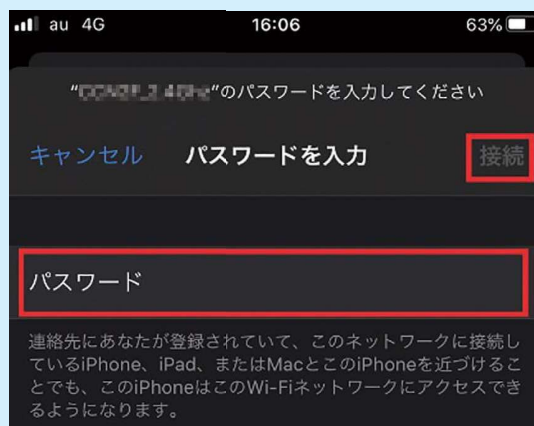 au 4G 16:06 63%
“ ”のパスワードを入力してください
キャンセル パスワードを入力 接続
パスワード
連絡先にあなたが登録されていて、このネットワークに接続し
ているiPhone、iPad、またはMacとこのiPhoneを近づけるこ
とでも、このiPhoneはこのWi-Fiネットワークにアクセスでき
るようになります。